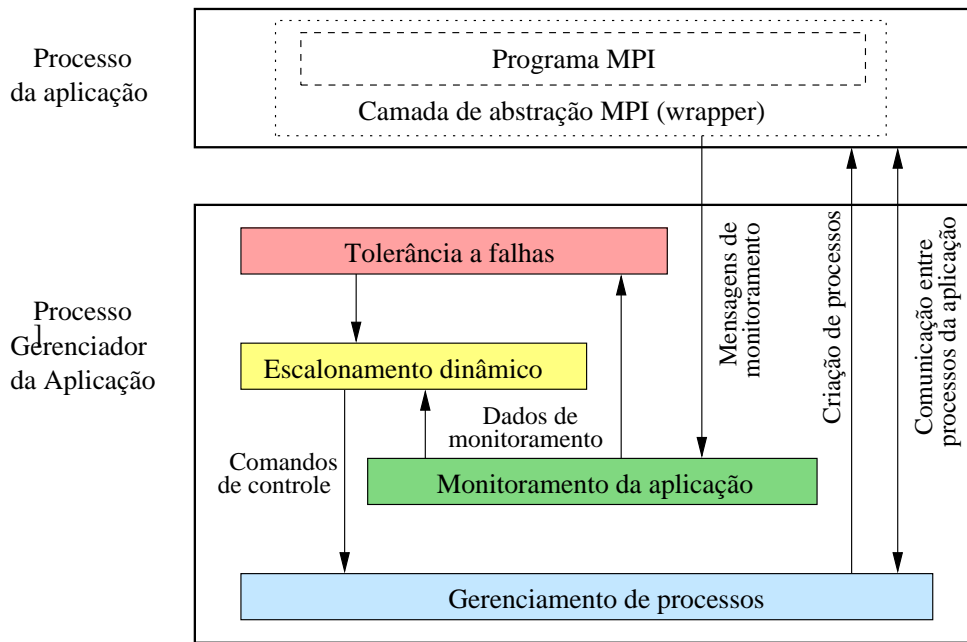 Processo
da aplicação
Programa MPI
Camada de abstração MPI (wrapper)
Processo
]
Gerenciador
da Aplicação
Tolerância a falhas
Escalonamento dinâmico
Dados de
monitoramento
Comandos
de controle
Monitoramento da aplicação
Gerenciamento de processos
Mensagens de
monitoramento
Criação de processos
Comunicação entre
processos da aplicação